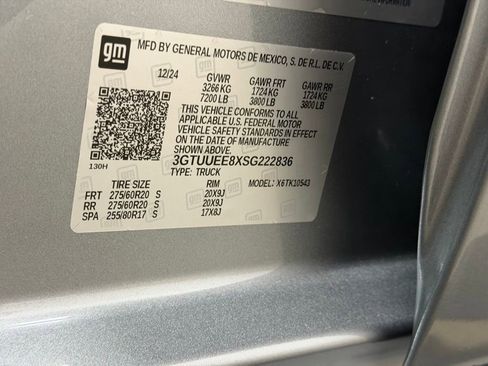 gm
MFD BY GENERAL MOTORS DE MEXICO, S. DE R.L. DE C.V.
12/24 GVWR GAWR FRT GAWR RR
3266 KG 1724 KG 1724 KG
7200 LB 3800 LB 3800 LB
THIS VEHICLE CONFORMS TO ALL
APPLICABLE U.S. FEDERAL MOTOR
VEHICLE SAFETY STANDARDS IN EFFECT
ON THE DATE OF MANUFACTURE
SHOWN ABOVE.
130H 3GTUUEE8XSG222836
TYPE: TRUCK MODEL: X6TK10543
TIRE SIZE RIM
FRT 275/60R20 S 20X9J
RR 275/60R20 S 20X9J
SPA 255/80R17 S 17X8J